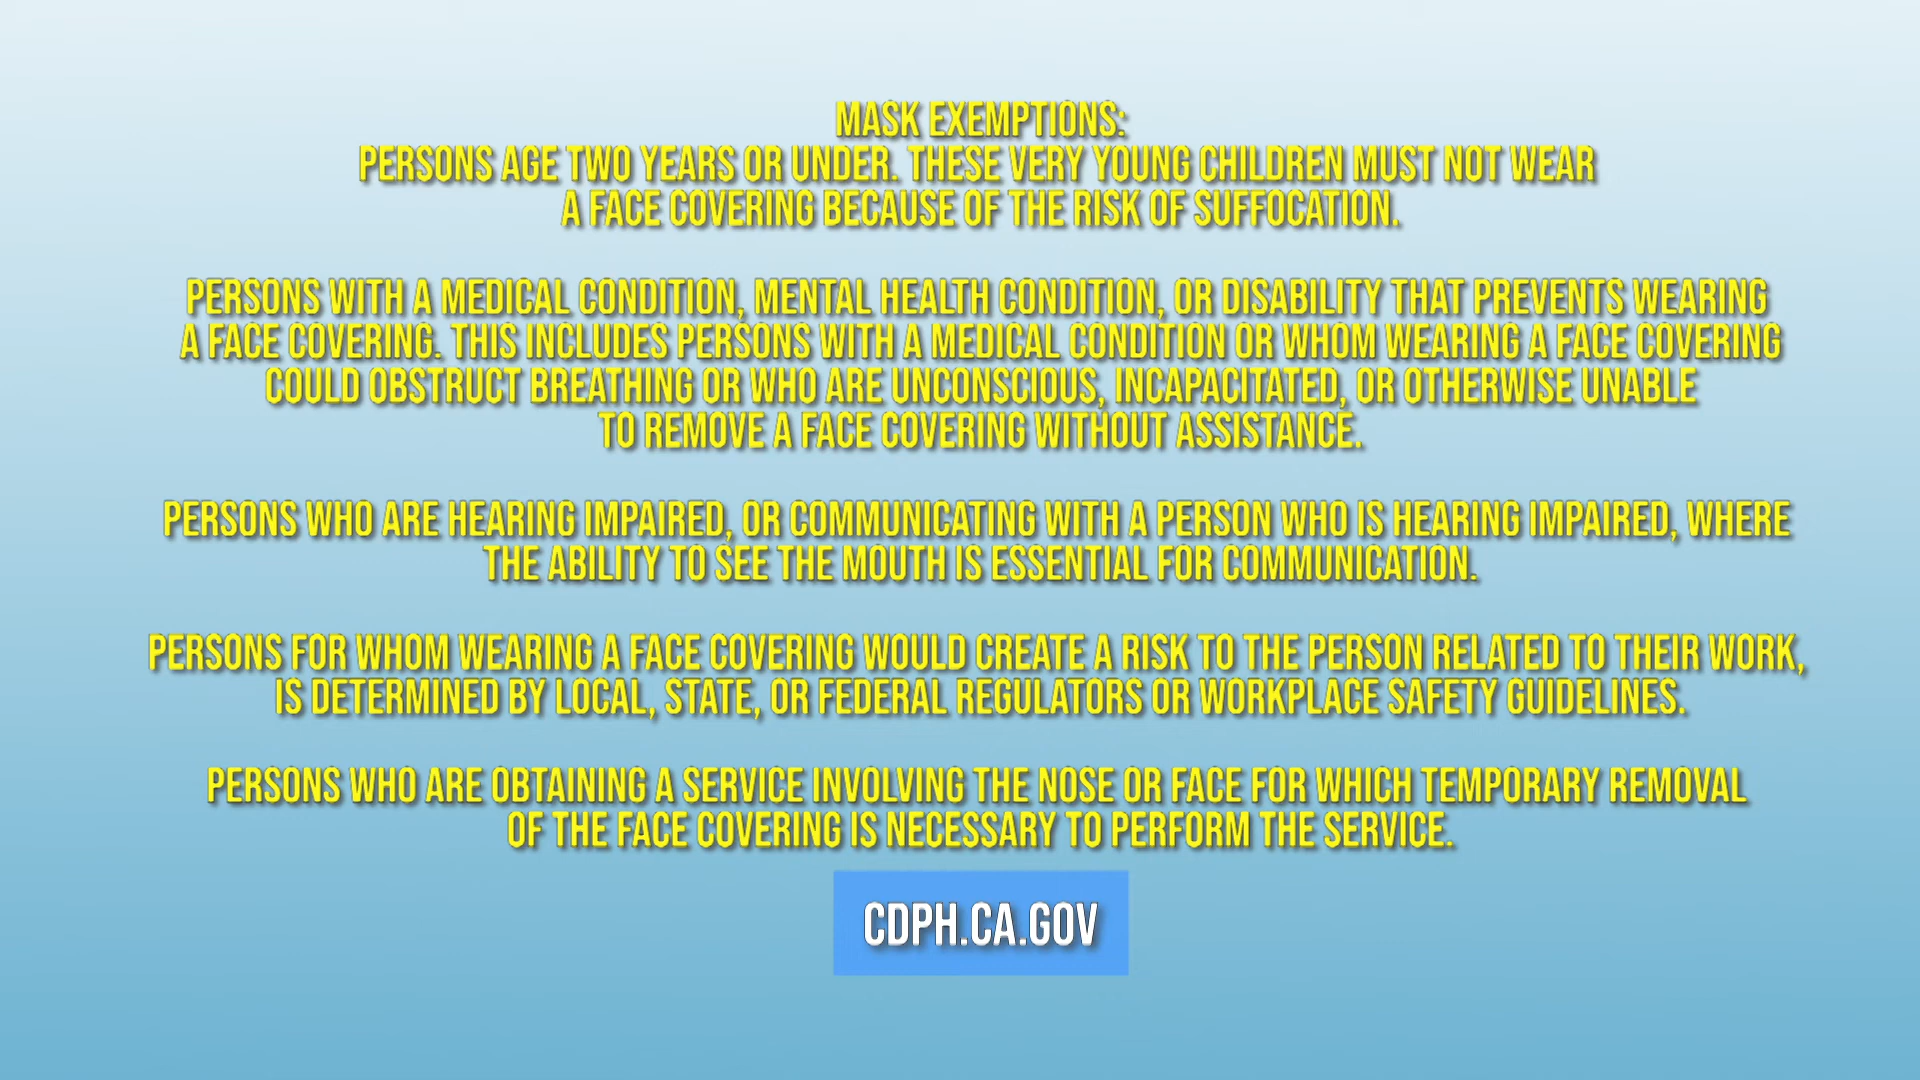 MASK EXEMPTIONS:
PERSONS AGE TWO YEARS OR UNDER. THESE VERY YOUNG CHILDREN MUST NOT WEAR
A FACE COVERING BECAUSE OF THE RISK OF SUFFOCATION.
PERSONS WITH A MEDICAL CONDITION, MENTAL HEALTH CONDITION, OR DISABILITY THAT PREVENTS WEARING
A FACE COVERING. THIS INCLUDES PERSONS WITH A MEDICAL CONDITION OR WHOM WEARING A FACE COVERING
COULD OBSTRUCT BREATHING OR WHO ARE UNCONSCIOUS, INCAPACITATED, OR OTHERWISE UNABLE
TO REMOVE A FACE COVERING WITHOUT ASSISTANCE.
PERSONS WHO ARE HEARING IMPAIRED, OR COMMUNICATING WITH A PERSON WHO IS HEARING IMPAIRED, WHERE
THE ABILITY TO SEE THE MOUTH IS ESSENTIAL FOR COMMUNICATION.
PERSONS FOR WHOM WEARING A FACE COVERING WOULD CREATE A RISK TO THE PERSON RELATED TO THEIR WORK,
IS DETERMINED BY LOCAL, STATE, OR FEDERAL REGULATORS OR WORKPLACE SAFETY GUIDELINES.
PERSONS WHO ARE OBTAINING A SERVICE INVOLVING THE NOSE OR FACE FOR WHICH TEMPORARY REMOVAL
OF THE FACE COVERING IS NECESSARY TO PERFORM THE SERVICE.
CDPH.CA.GOV